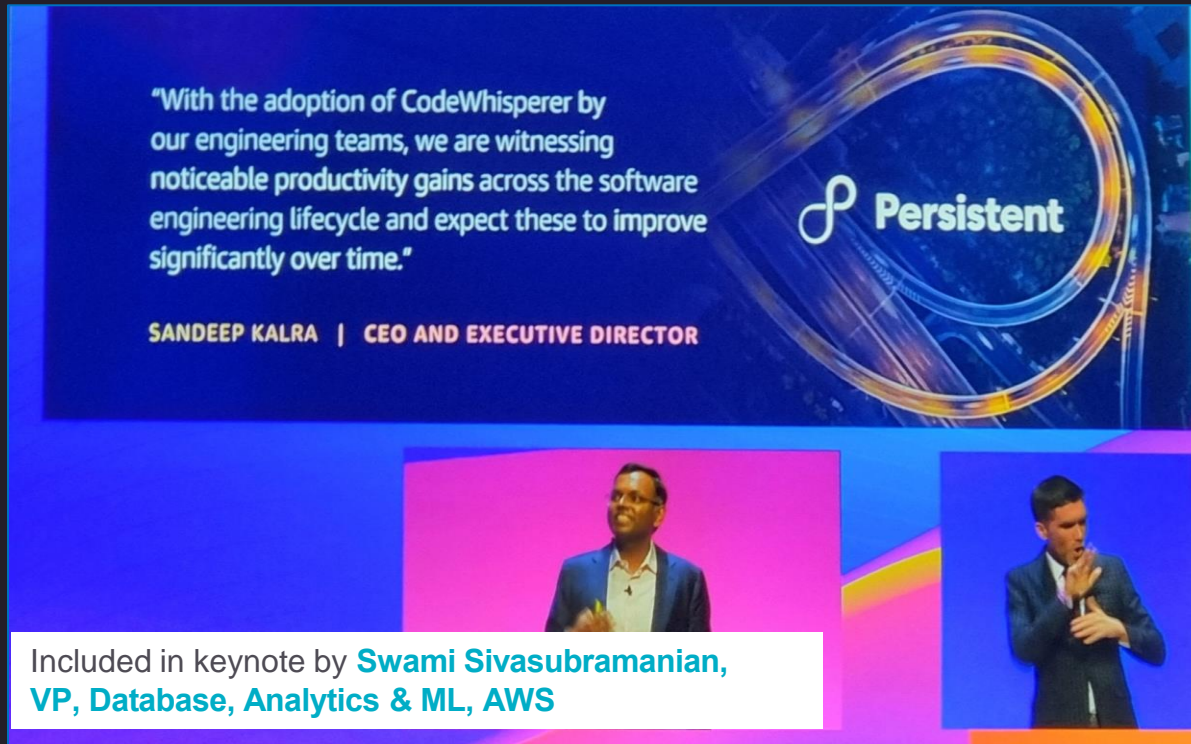 "With the adoption of CodeWhisperer by
our engineering teams, we are witnessing
noticeable productivity gains across the software
engineering lifecycle and expect these to improve
significantly over time."
SANDEEP KALRA | CEO AND EXECUTIVE DIRECTOR
Persistent
Included in keynote by Swami Sivasubramanian,
VP, Database, Analytics & ML, AWS